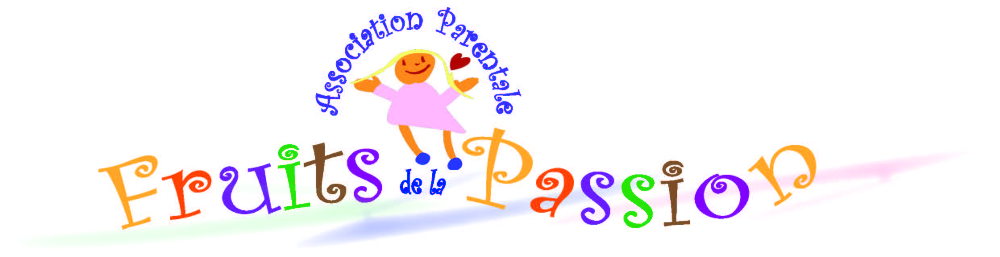 Association Parentale
Fruits de la Passion